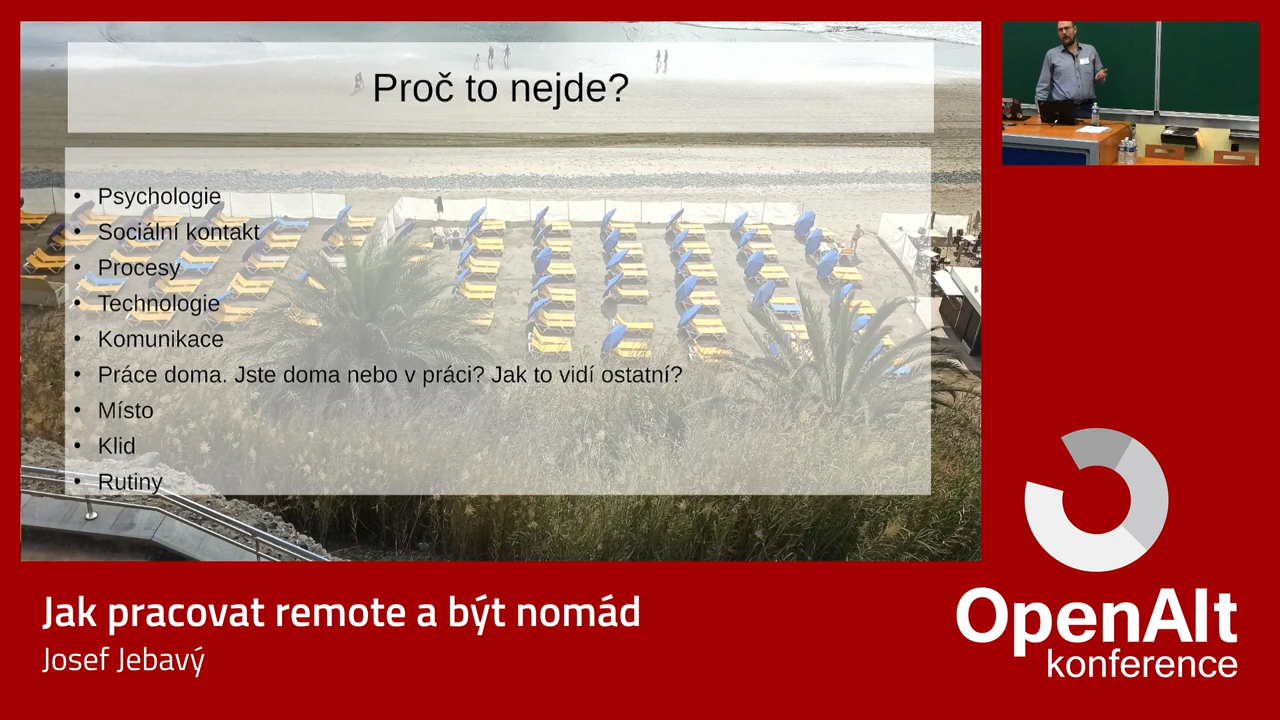 Proč to nejde?
• Psychologie
• Sociální kontakt
• Procesy
• Technologie
• Komunikace
• Práce doma. Jste doma nebo v práci? Jak to vidí ostatní?
• Místo
• Klid
• Rutiny
Jak pracovat remote a být nomád
Josef Jebavý
OpenAlt
konference